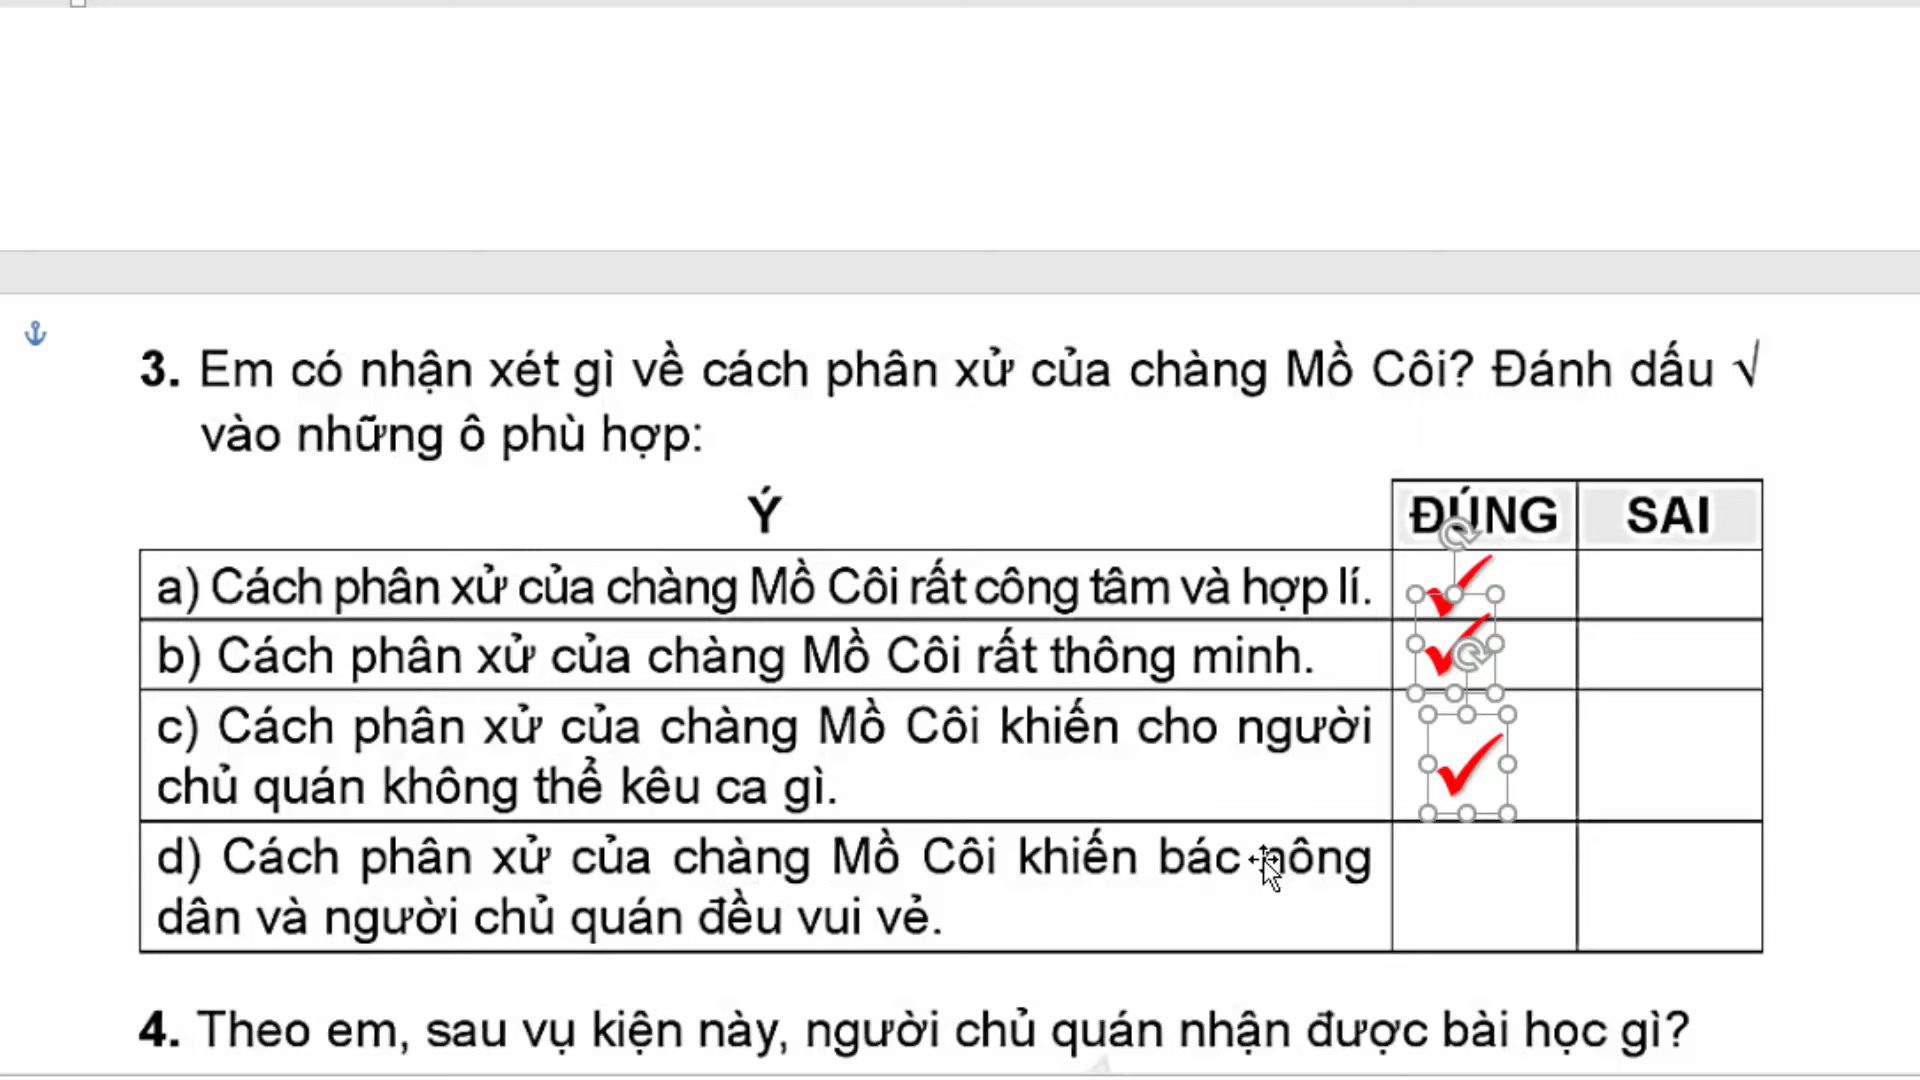 3. Em có nhận xét gì về cách phân xử của chàng Mồ Côi? Đánh dấu √
vào những ô phù hợp:
Ý ĐÚNG SAI
a) Cách phân xử của chàng Mồ Côi rất công tâm và hợp lí.
b) Cách phân xử của chàng Mồ Côi rất thông minh.
c) Cách phân xử của chàng Mồ Côi khiến cho người
chủ quán không thể kêu ca gì.
d) Cách phân xử của chàng Mồ Côi khiến bác nông
dân và người chủ quán đều vui vẻ.
4. Theo em, sau vụ kiện này, người chủ quán nhận được bài học gì?